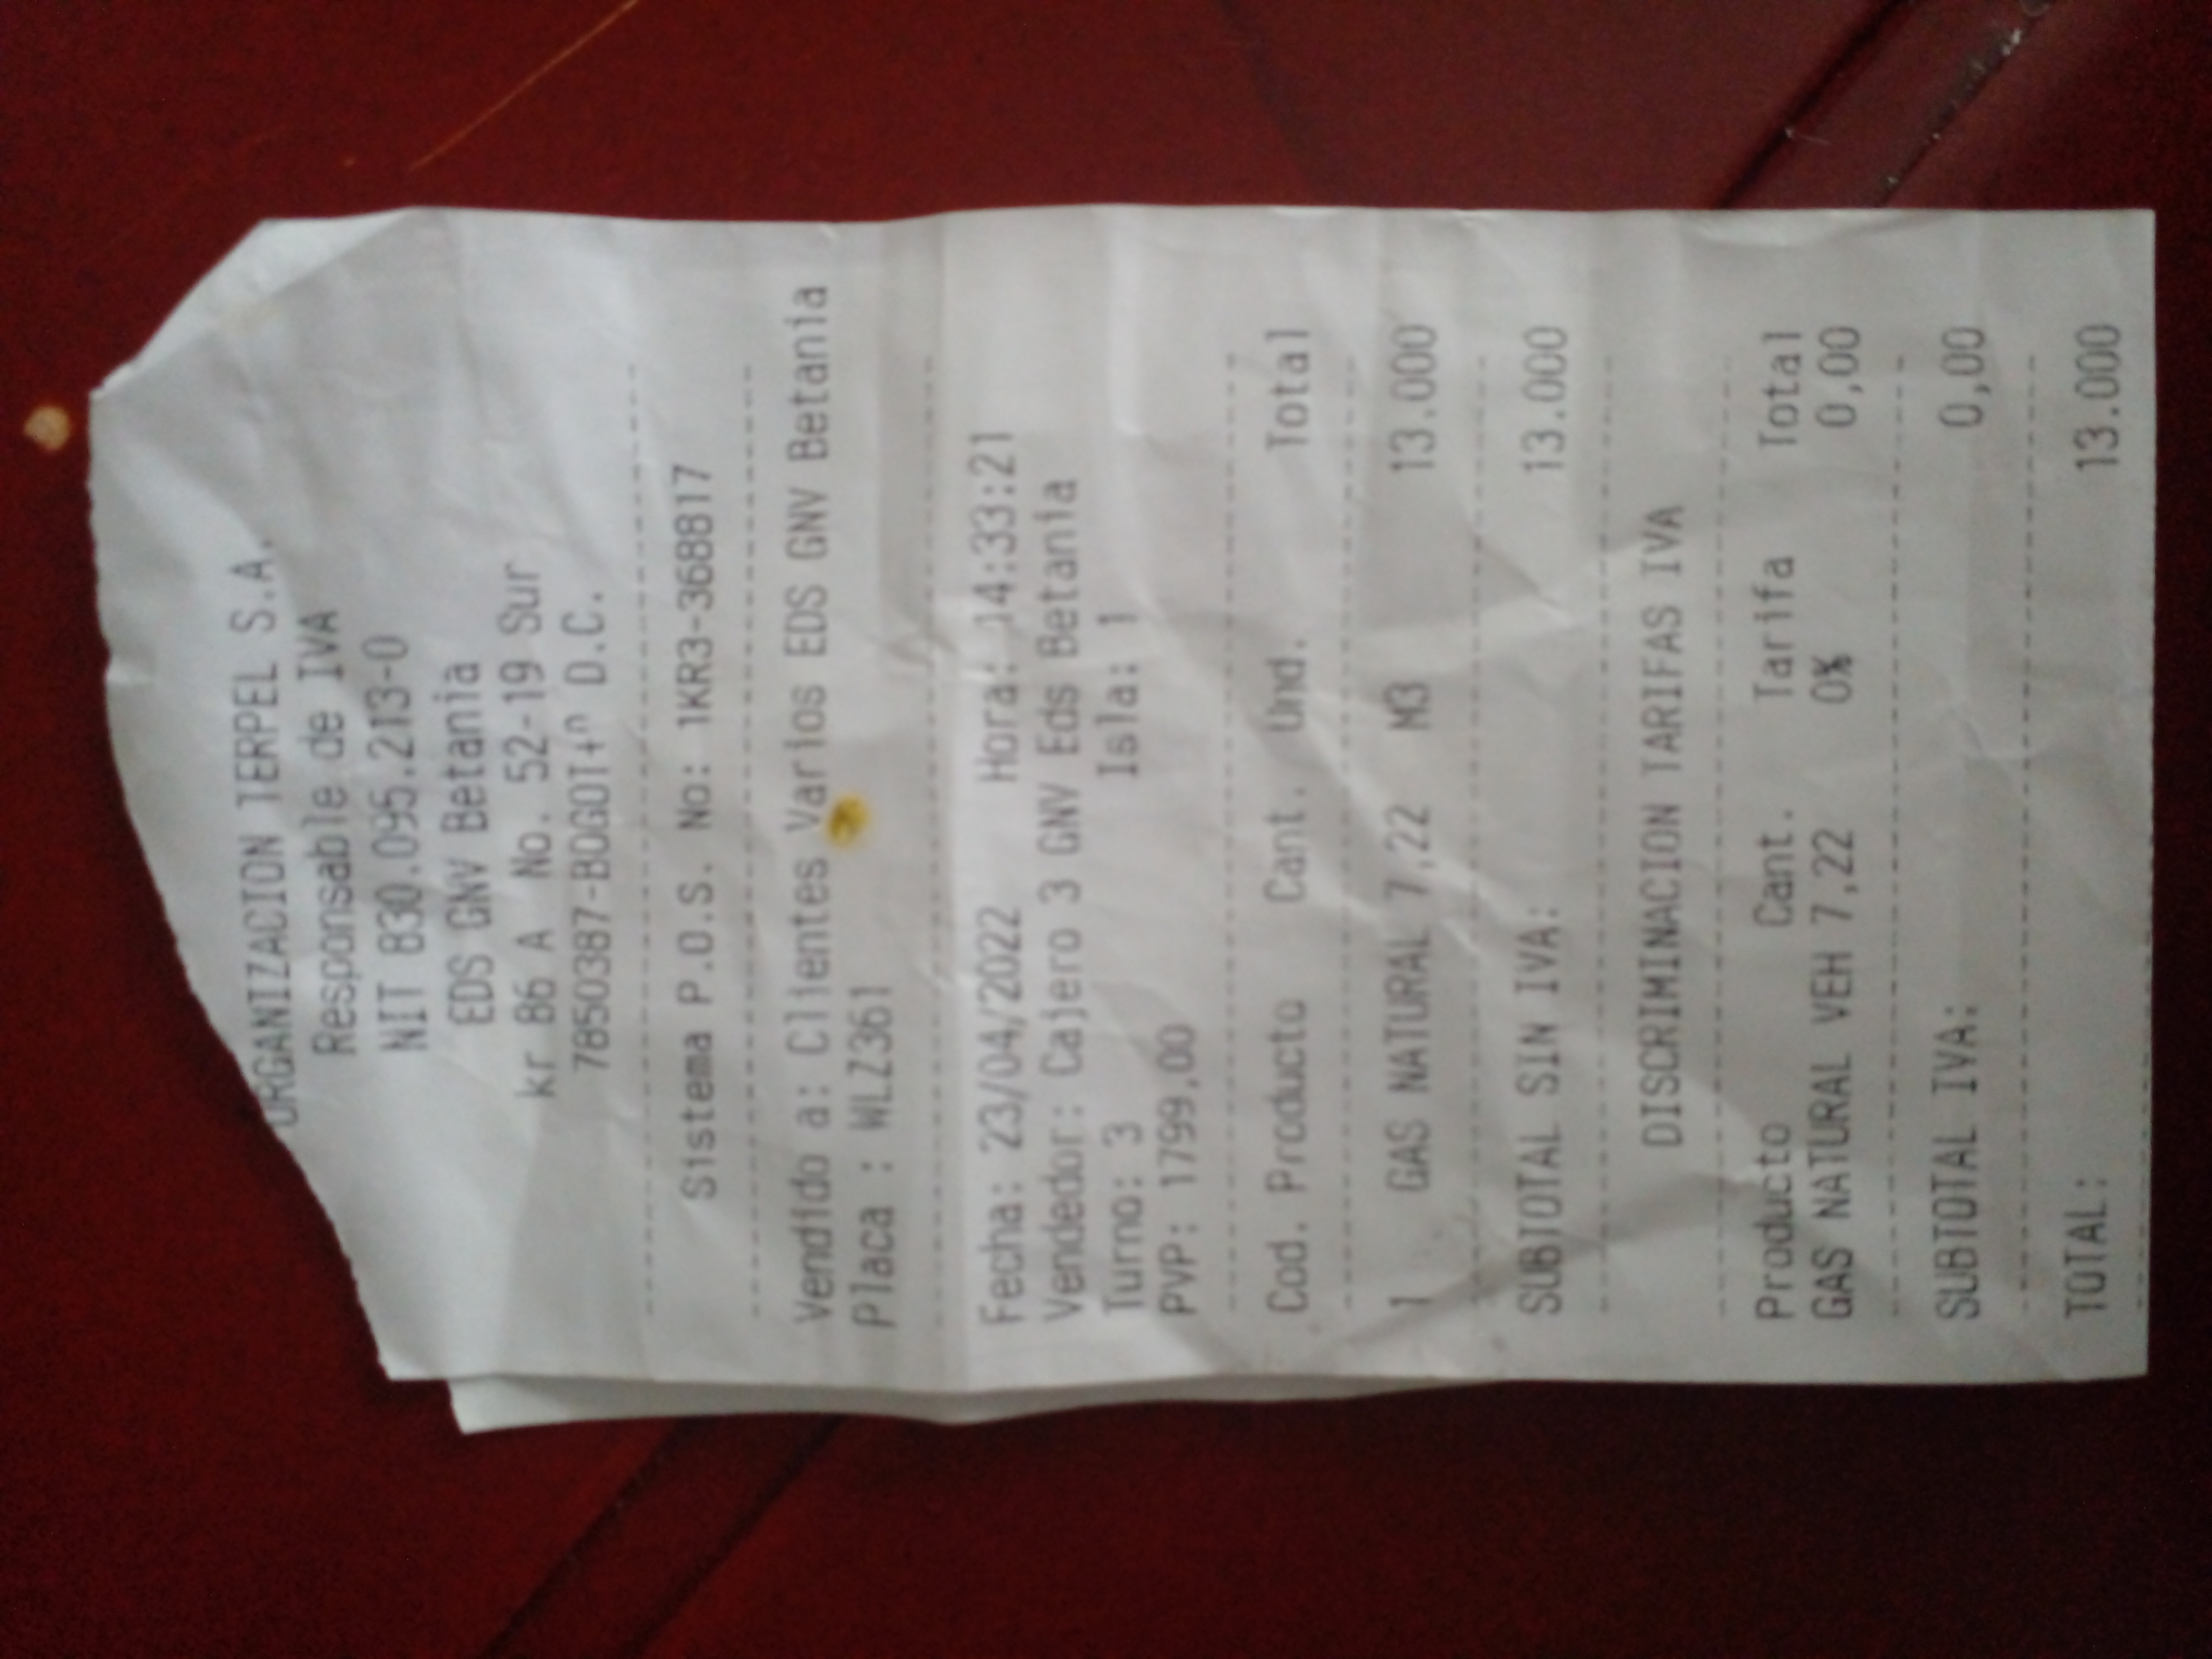 ORGANIZACION TERPEL S.A.
Responsable de IVA
NIT 830.095.213-0
EDS GNV Betania
kr 86 A No. 52-19 Sur
7850387- D.C.
Sistema P.O.S. No: 1KR3-368817
Vendido a: Clientes Varios EDS GNV Betania
Placa : WLZ361
Fecha: 23/04/2022 Hora: 14:33:21
Vendedor: Cajero 3 GNV Eds Betania
Turno: 3 Isla: 1
PVP: 1799,00
Cod. Producto Cant. Und. Total
1 GAS NATURAL 7,22 M3 13.000
SUBTOTAL SIN IVA: 13.000
DISCRIMINACION TARIFAS IVA
Producto Cant. Tarifa Total
GAS NATURAL VEH 7,22 0% 0,00
SUBTOTAL IVA: 0,00
TOTAL: 13.000